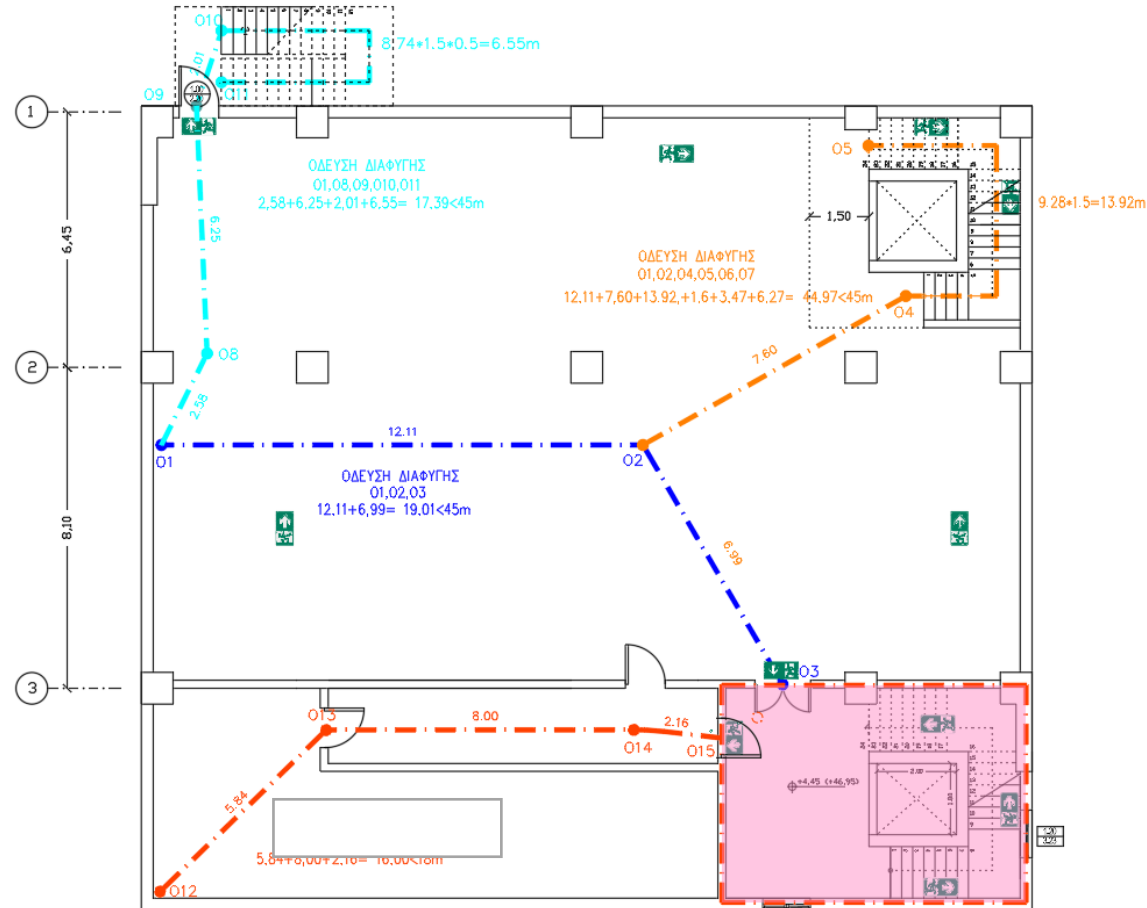 O10
8.74*1.5*0.5=6.55m
2.01
O11
O9
1
ΟΔΕΥΣΗ ΔΙΑΦΥΓΗΣ
O1,O8,O9,O10,O11
2,58+6,25+2,01+6,55= 17,39<45m
O5
9.28*1.5=13.92m
1,50
6,25
6,45
ΟΔΕΥΣΗ ΔΙΑΦΥΓΗΣ
O1,O2,O4,O5,O6,O7
12.11+7,60+13.92,+1.6+3,47+6,27= 44,97<45m
O4
O8
7.60
2
2.58
12.11
O1
O2
ΟΔΕΥΣΗ ΔΙΑΦΥΓΗΣ
O1,O2,O3
12.11+6,99= 19,01<45m
8,10
6.99
O3
3
O13
8.00
2.16
O14
O15
+4,45 (+46,95)
2.00
5.84
5,84+8,00+2,16= 16,00<18m
O12